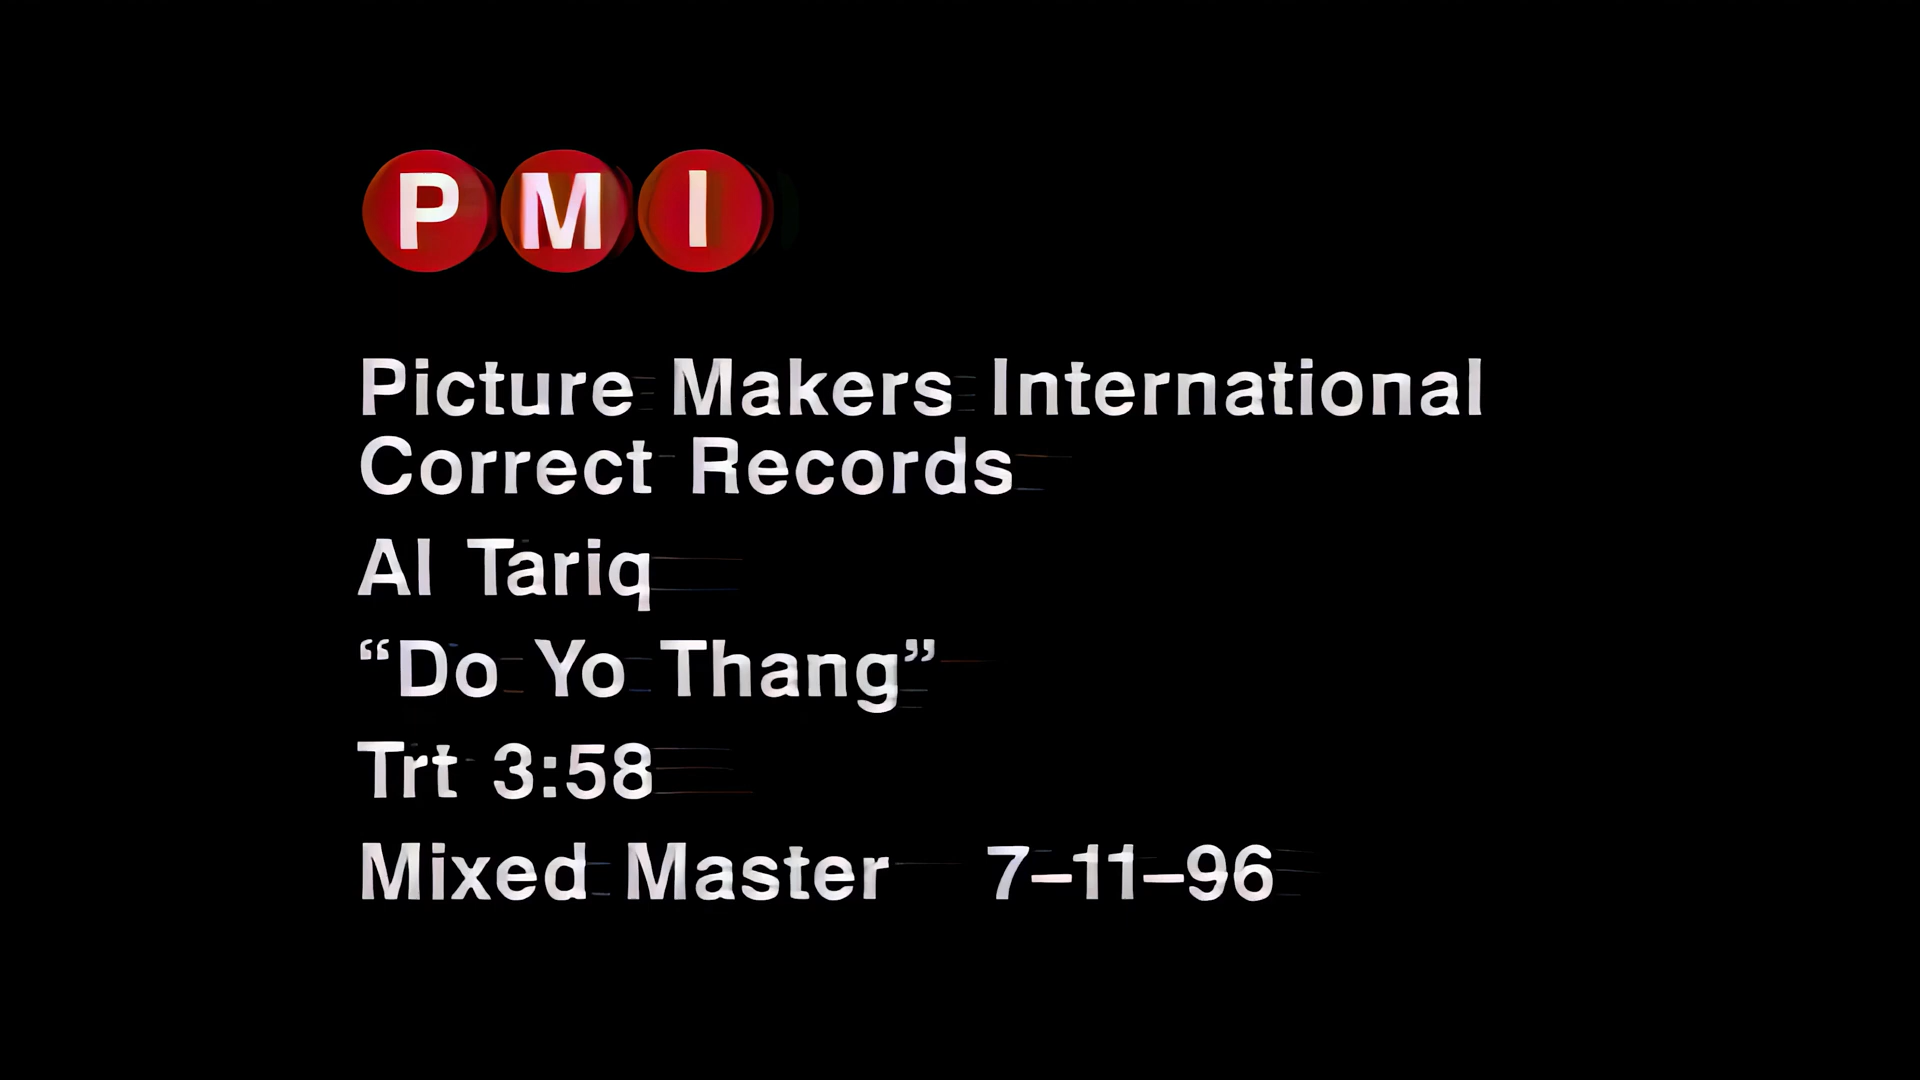 PMI
Picture Makers International
Correct Records
Al Tariq
“Do Yo Thang”
Trt 3:58
Mixed Master 7–11–96